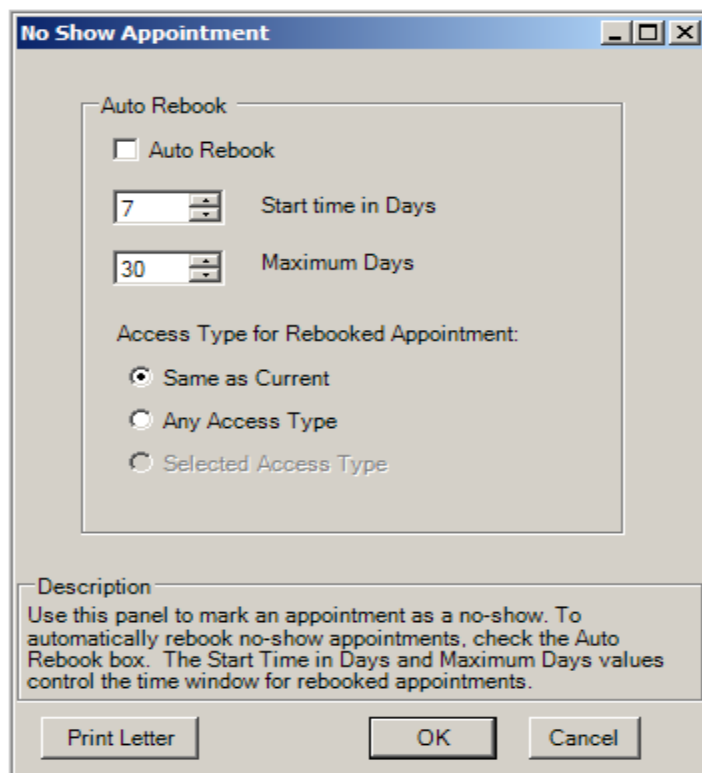 No Show Appointment
Auto Rebook
Auto Rebook
7 Start time in Days
30 Maximum Days
Access Type for Rebooked Appointment:
Same as Current
Any Access Type
Selected Access Type
Description
Use this panel to mark an appointment as a no-show. To
automatically rebook no-show appointments, check the Auto
Rebook box. The Start Time in Days and Maximum Days values
control the time window for rebooked appointments.
Print Letter OK Cancel